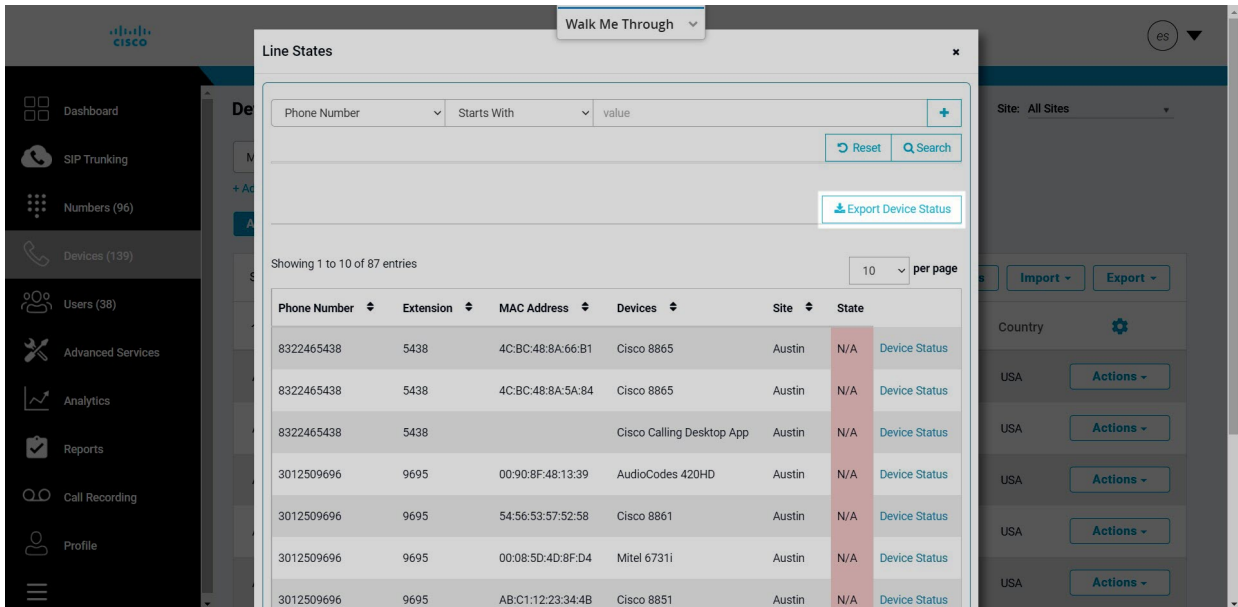 Walk Me Through
cisco
es
Line States
×
Dashboard
De
Phone Number Starts With value +
Site: All Sites
SIP Trunking
M
Reset Search
+ Ad
Numbers (96)
Export Device Status
A
Devices (139)
S
Showing 1 to 10 of 87 entries
10 per page
s Import Export
Users (38)
Phone Number Extension MAC Address Devices Site State
Country
Advanced Services
8322465438 5438 4C:BC:48:8A:66:B1 Cisco 8865 Austin N/A Device Status
USA Actions
8322465438 5438 4C:BC:48:8A:5A:84 Cisco 8865 Austin N/A Device Status
Analytics
8322465438 5438 Cisco Calling Desktop App Austin N/A Device Status
USA Actions
Reports
3012509696 9695 00:90:8F:48:13:39 AudioCodes 420HD Austin N/A Device Status
USA Actions
Call Recording
3012509696 9695 54:56:53:57:52:58 Cisco 8861 Austin N/A Device Status
USA Actions
Profile
3012509696 9695 00:08:5D:4D:8F:D4 Mitel 6731i Austin N/A Device Status
USA Actions
3012509696 9695 AB:C1:12:23:34:4B Cisco 8851 Austin N/A Device Status